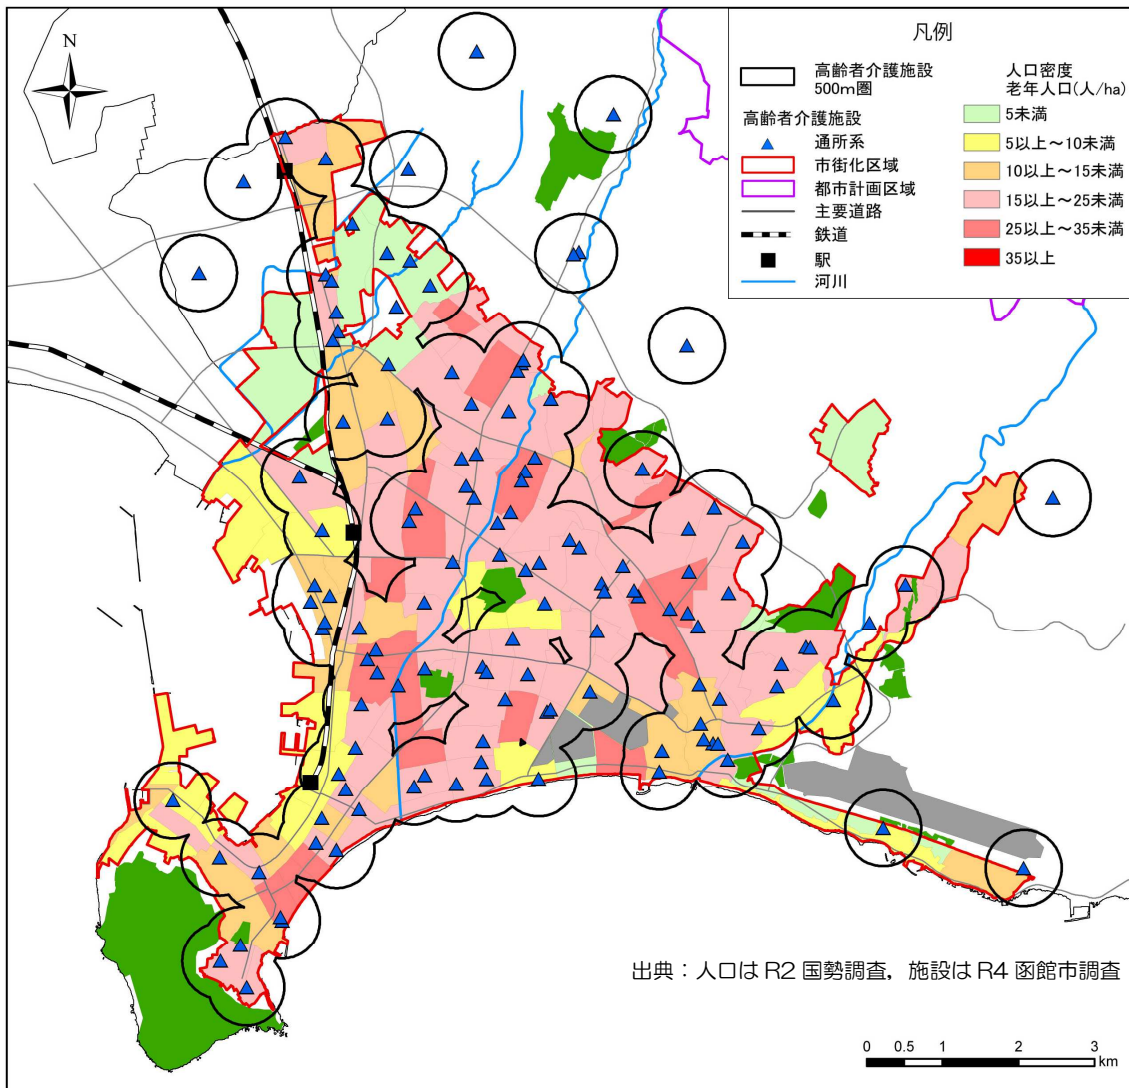 N
凡例
高齢者介護施設
500m圏
高齢者介護施設
通所系
市街化区域
都市計画区域
主要道路
鉄道
駅
河川
人口密度
老年人口(人/ha)
5未満
5以上～10未満
10以上～15未満
15以上～25未満
25以上～35未満
35以上
出典：人口はR2国勢調査，施設はR4函館市調査
0 0.5 1 2 3
km